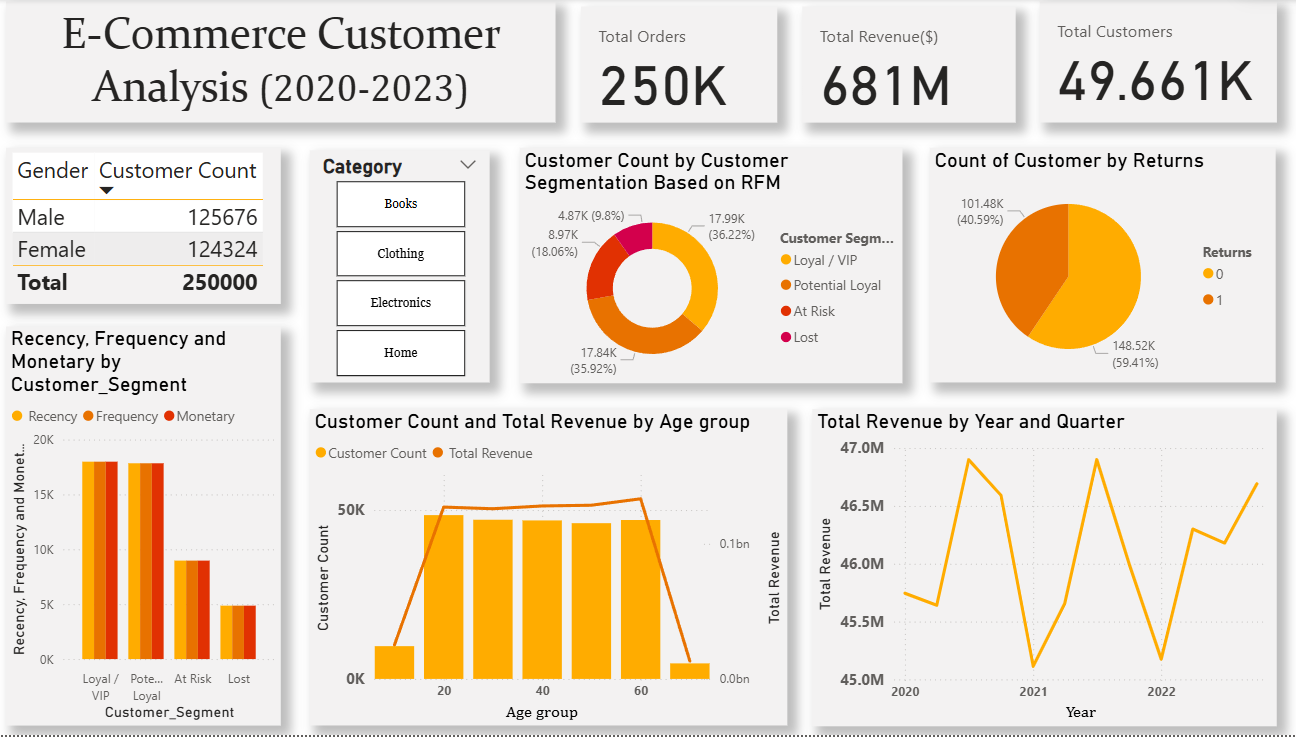 E-Commerce Customer
Analysis (2020-2023)
Total Orders
250K
Total Revenue($)
681M
Total Customers
49.661K
Gender Customer Count
Male 125676
Female 124324
Total 250000
Category
Books
Clothing
Electronics
Home
Customer Count by Customer
Segmentation Based on RFM
4.87K (9.8%)
8.97K
(18.06%)
17.99K
(36.22%)
17.84K
(35.92%)
Customer Segm...
Loyal / VIP
Potential Loyal
At Risk
Lost
Count of Customer by Returns
101.48K
(40.59%)
148.52K
(59.41%)
Returns
0
1
Recency, Frequency and
Monetary by
Customer_Segment
Recency Frequency Monetary
Recency, Frequency and Monet...
20K
15K
10K
5K
0K
Loyal /
VIP
Pote...
Loyal
At Risk
Lost
Customer_Segment
Customer Count and Total Revenue by Age group
Customer Count Total Revenue
Customer Count
50K
0K
0.1bn
0.0bn
Total Revenue
20 40 60
Age group
Total Revenue by Year and Quarter
Total Revenue
47.0M
46.5M
46.0M
45.5M
45.0M
2020 2021 2022
Year